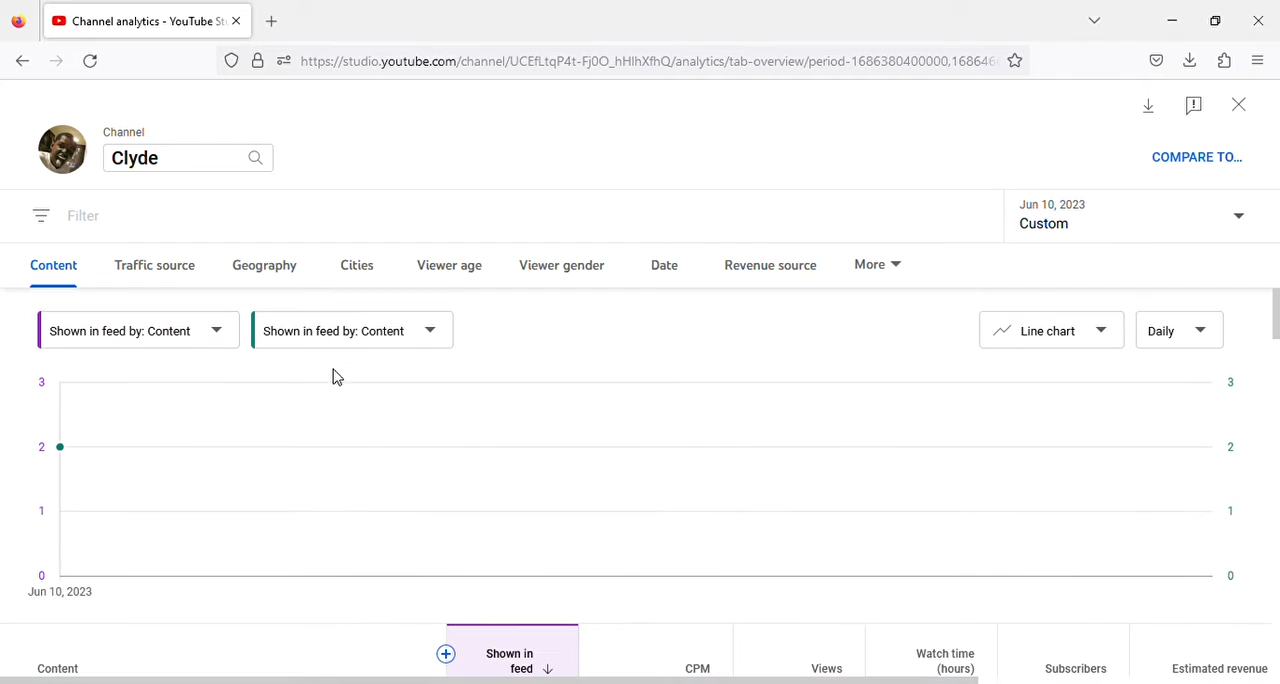 Channel analytics - YouTube St
https://studio.youtube.com/channel/UCEfLtqP4t-Fj0O_hHlhXfhQ/analytics/tab-overview/period-1686380400000,168646
Channel
Clyde
COMPARE TO...
Filter
Jun 10, 2023
Custom
Content Traffic source Geography Cities Viewer age Viewer gender Date Revenue source More
Shown in feed by: Content Shown in feed by: Content Line chart Daily
3 3
2 2
1 1
0 0
Jun 10, 2023
Content Shown in feed CPM Views Watch time (hours) Subscribers Estimated revenue